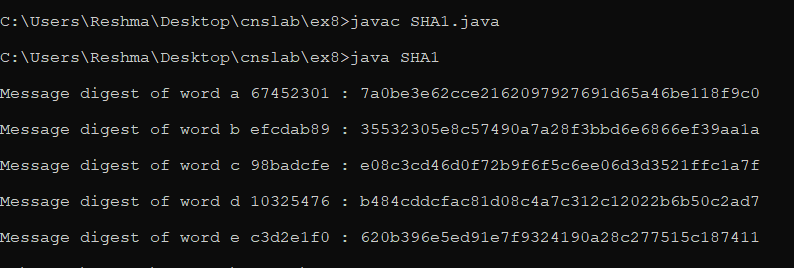 C:\Users\Reshma\Desktop\cnslab\ex8>javac SHA1.java
C:\Users\Reshma\Desktop\cnslab\ex8>java SHA1
Message digest of word a 67452301 : 7a0be3e62cce2162097927691d65a46be118f9c0
Message digest of word b efcdab89 : 35532305e8c57490a7a28f3bbd6e6866ef39aa1a
Message digest of word c 98badcfe : e08c3cd46d0f72b9f6f5c6ee06d3d3521ffc1a7f
Message digest of word d 10325476 : b484cddcfac81d08c4a7c312c12022b6b50c2ad7
Message digest of word e c3d2e1f0 : 620b396e5ed91e7f9324190a28c277515c187411